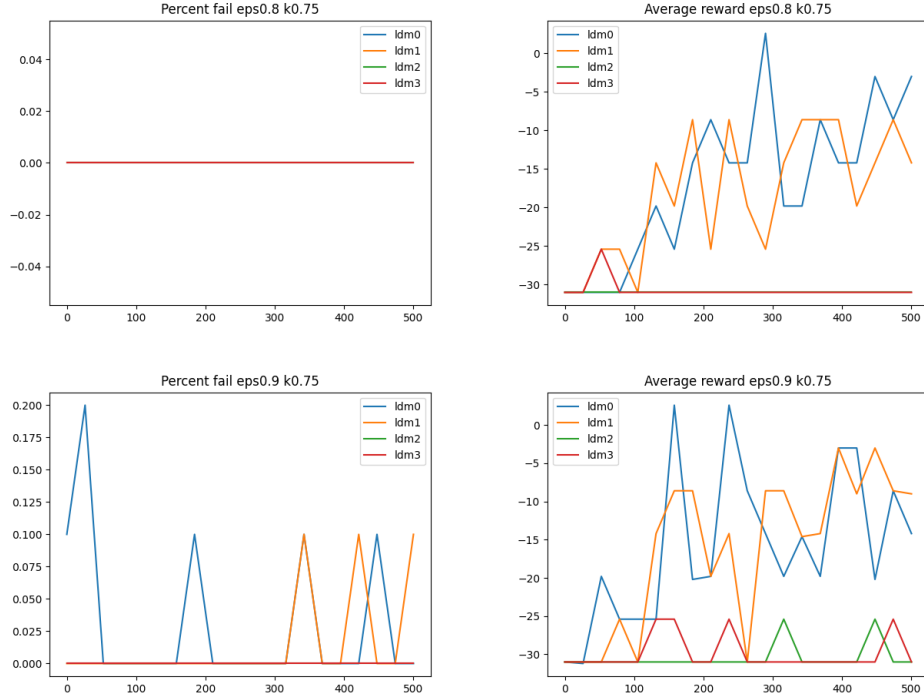 Percent fail eps0.8 k0.75
0.04
0.02
0.00
−0.02
−0.04
0
100
200
300
400
500
ldm0
ldm1
ldm2
ldm3
Average reward eps0.8 k0.75
0
−5
−10
−15
−20
−25
−30
0
100
200
300
400
500
ldm0
ldm1
ldm2
ldm3
Percent fail eps0.9 k0.75
0.200
0.175
0.150
0.125
0.100
0.075
0.050
0.025
0.000
0
100
200
300
400
500
ldm0
ldm1
ldm2
ldm3
Average reward eps0.9 k0.75
0
−5
−10
−15
−20
−25
−30
0
100
200
300
400
500
ldm0
ldm1
ldm2
ldm3